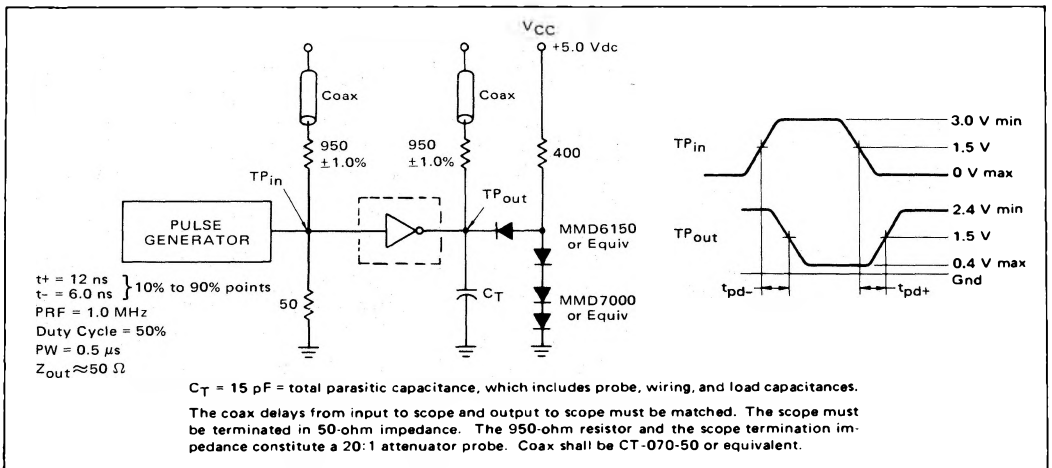 VCC
+5.0 Vdc
Coax
Coax
950
±1.0%
950
±1.0%
400
TPin
TPout
PULSE
GENERATOR
MMD6150
or Equiv
MMD7000
or Equiv
CT
50
t+ = 12 ns
t- = 6.0 ns
} 10% to 90% points
PRF = 1.0 MHz
Duty Cycle = 50%
PW = 0.5 μs
Zout ≈ 50 Ω
TPin
3.0 V min
1.5 V
0 V max
TPout
2.4 V min
1.5 V
0.4 V max
Gnd
tpd-
tpd+
CT = 15 pF = total parasitic capacitance, which includes probe, wiring, and load capacitances.
The coax delays from input to scope and output to scope must be matched. The scope must
be terminated in 50-ohm impedance. The 950-ohm resistor and the scope termination im-
pedance constitute a 20:1 attenuator probe. Coax shall be CT-070-50 or equivalent.